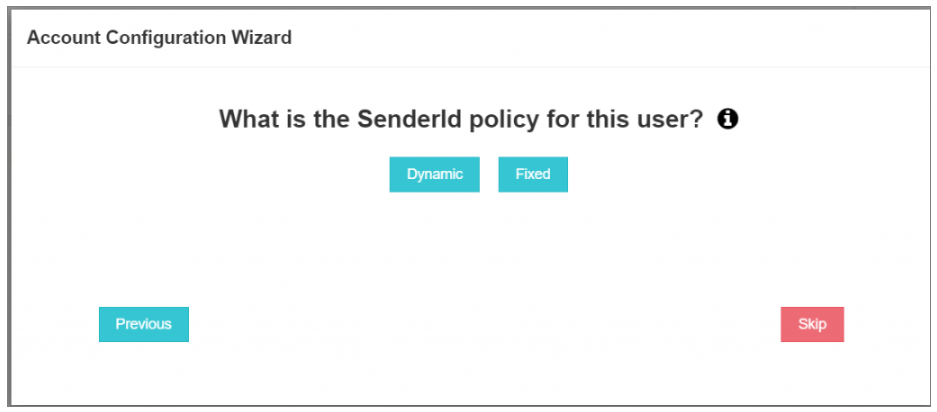 Account Configuration Wizard
What is the SenderId policy for this user?
Dynamic Fixed
Previous Skip